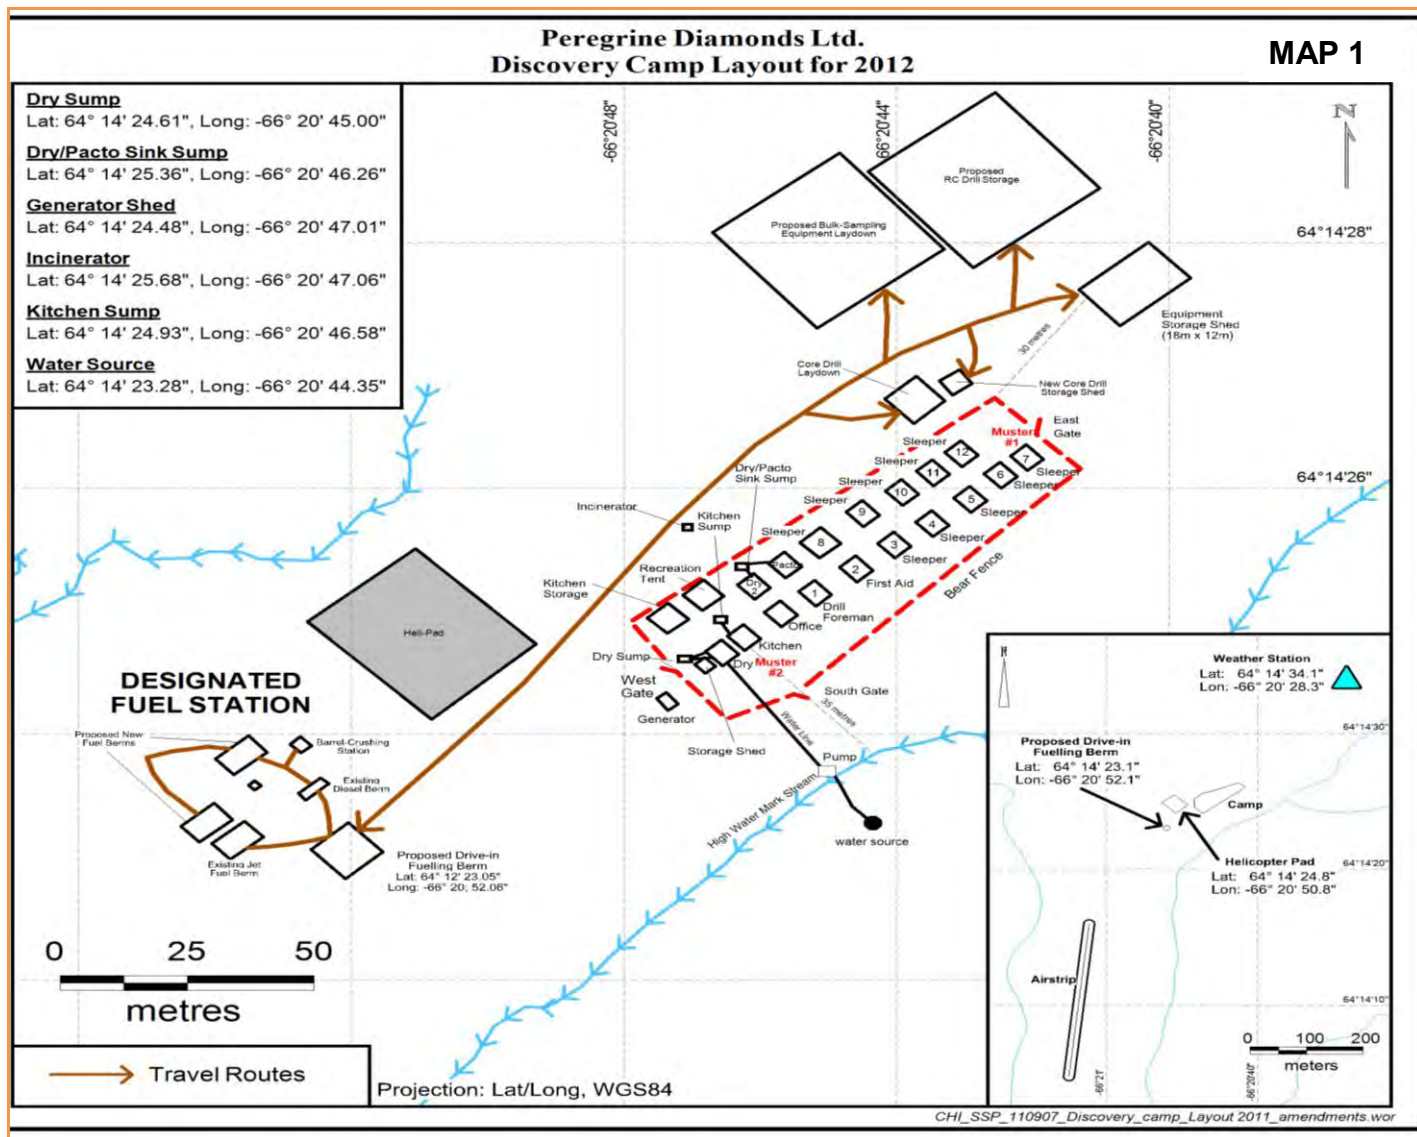 Peregrine Diamonds Ltd.
Discovery Camp Layout for 2012
MAP 1
Dry Sump
Lat: 64° 14' 24.61", Long: -66° 20' 45.00"
Dry/Pacto Sink Sump
Lat: 64° 14' 25.36", Long: -66° 20' 46.26"
Generator Shed
Lat: 64° 14' 24.48", Long: -66° 20' 47.01"
Incinerator
Lat: 64° 14' 25.68", Long: -66° 20' 47.06"
Kitchen Sump
Lat: 64° 14' 24.93", Long: -66° 20' 46.58"
Water Source
Lat: 64° 14' 23.28", Long: -66° 20' 44.35"
-66°20'48"
-66°20'44"
-66°20'40"
N
64°14'28"
64°14'26"
Proposed
RC Drill Storage
Proposed Bulk-Sampling
Equipment Laydown
Equipment
Storage Shed
(18m x 12m)
30 metres
Core Drill
Laydown
New Core Drill
Storage Shed
East
Gate
Muster
#1
Sleeper
12
7
Sleeper
Sleeper
11
6
Sleeper
Sleeper
10
5
Sleeper
Sleeper
9
4
Sleeper
Sleeper
8
3
Sleeper
Dry/Pacto
Sink Sump
Incinerator
Kitchen
Sump
Pacto
2
First Aid
Bear Fence
Recreation
Tent
Dry
2
1
Drill
Foreman
Kitchen
Storage
Office
Kitchen
Dry Sump
Dry
Muster
#2
West
Gate
Generator
South Gate
35 metres
Storage Shed
Water Line
Pump
High Water Mark Stream
water source
Heli-Pad
DESIGNATED
FUEL STATION
Proposed New
Fuel Berms
Barrel-Crushing
Station
Existing
Diesel Berm
Existing Jet
Fuel Berm
Proposed Drive-in
Fuelling Berm
Lat: 64° 12' 23.05"
Long: -66° 20; 52.06"
0 25 50
metres
Travel Routes
Projection: Lat/Long, WGS84
N
Weather Station
Lat: 64° 14' 34.1"
Lon: -66° 20' 28.3"
64°14'30"
Proposed Drive-in
Fuelling Berm
Lat: 64° 14' 23.1"
Lon: -66° 20' 52.1"
Camp
Helicopter Pad
Lat: 64° 14' 24.8"
Lon: -66° 20' 50.8"
64°14'20"
Airstrip
64°14'10"
0 100 200
meters
-66°21'
-66°20'40"
CHI_SSP_110907_Discovery_camp_Layout 2011_amendments.wor